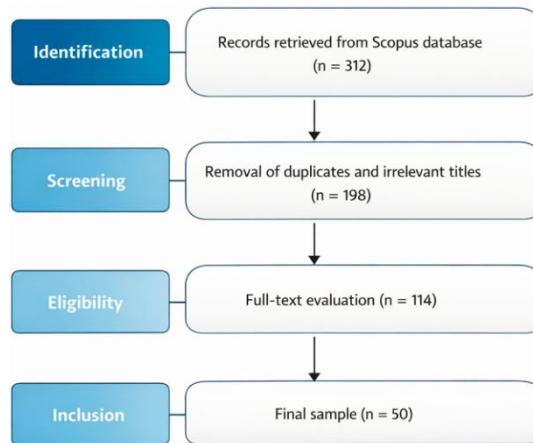 Identification
Records retrieved from Scopus database
(n = 312)
Screening
Removal of duplicates and irrelevant titles
(n = 198)
Eligibility
Full-text evaluation (n = 114)
Inclusion
Final sample (n = 50)